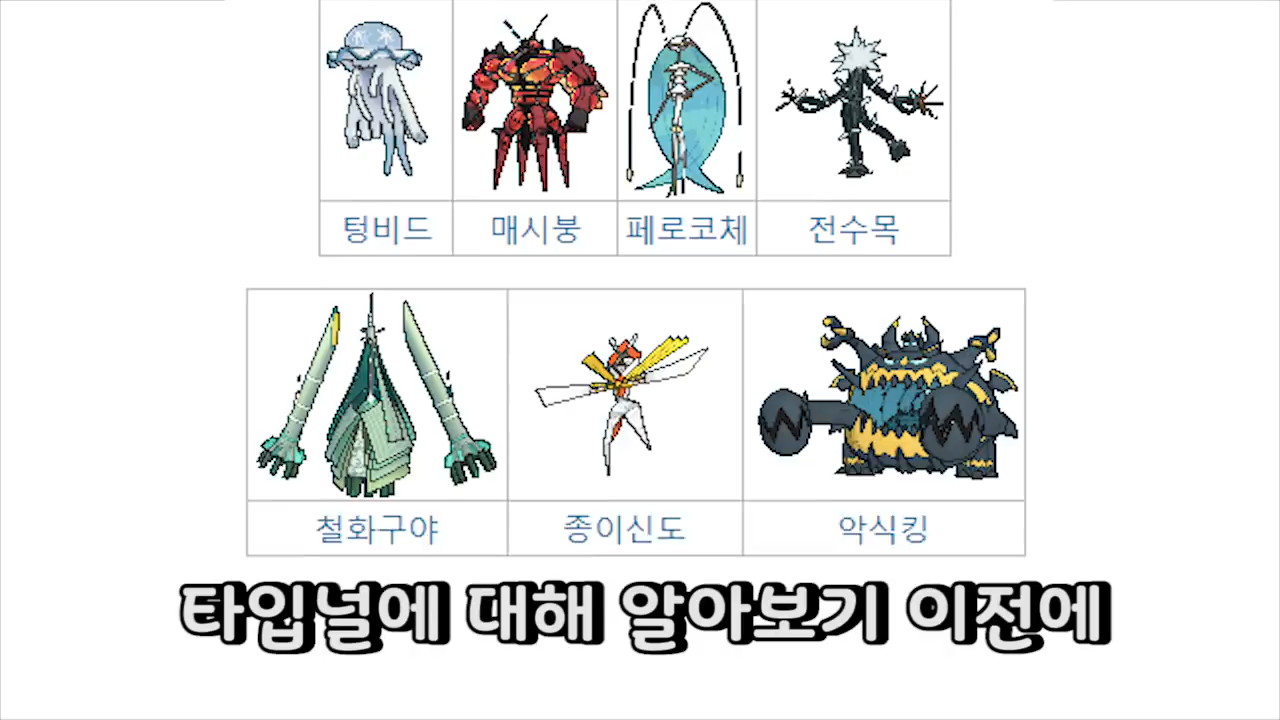 텅비드 매시붕 페로코체 전수목
철화구야 종이신도 악식킹
타입널에 대해 알아보기 이전에